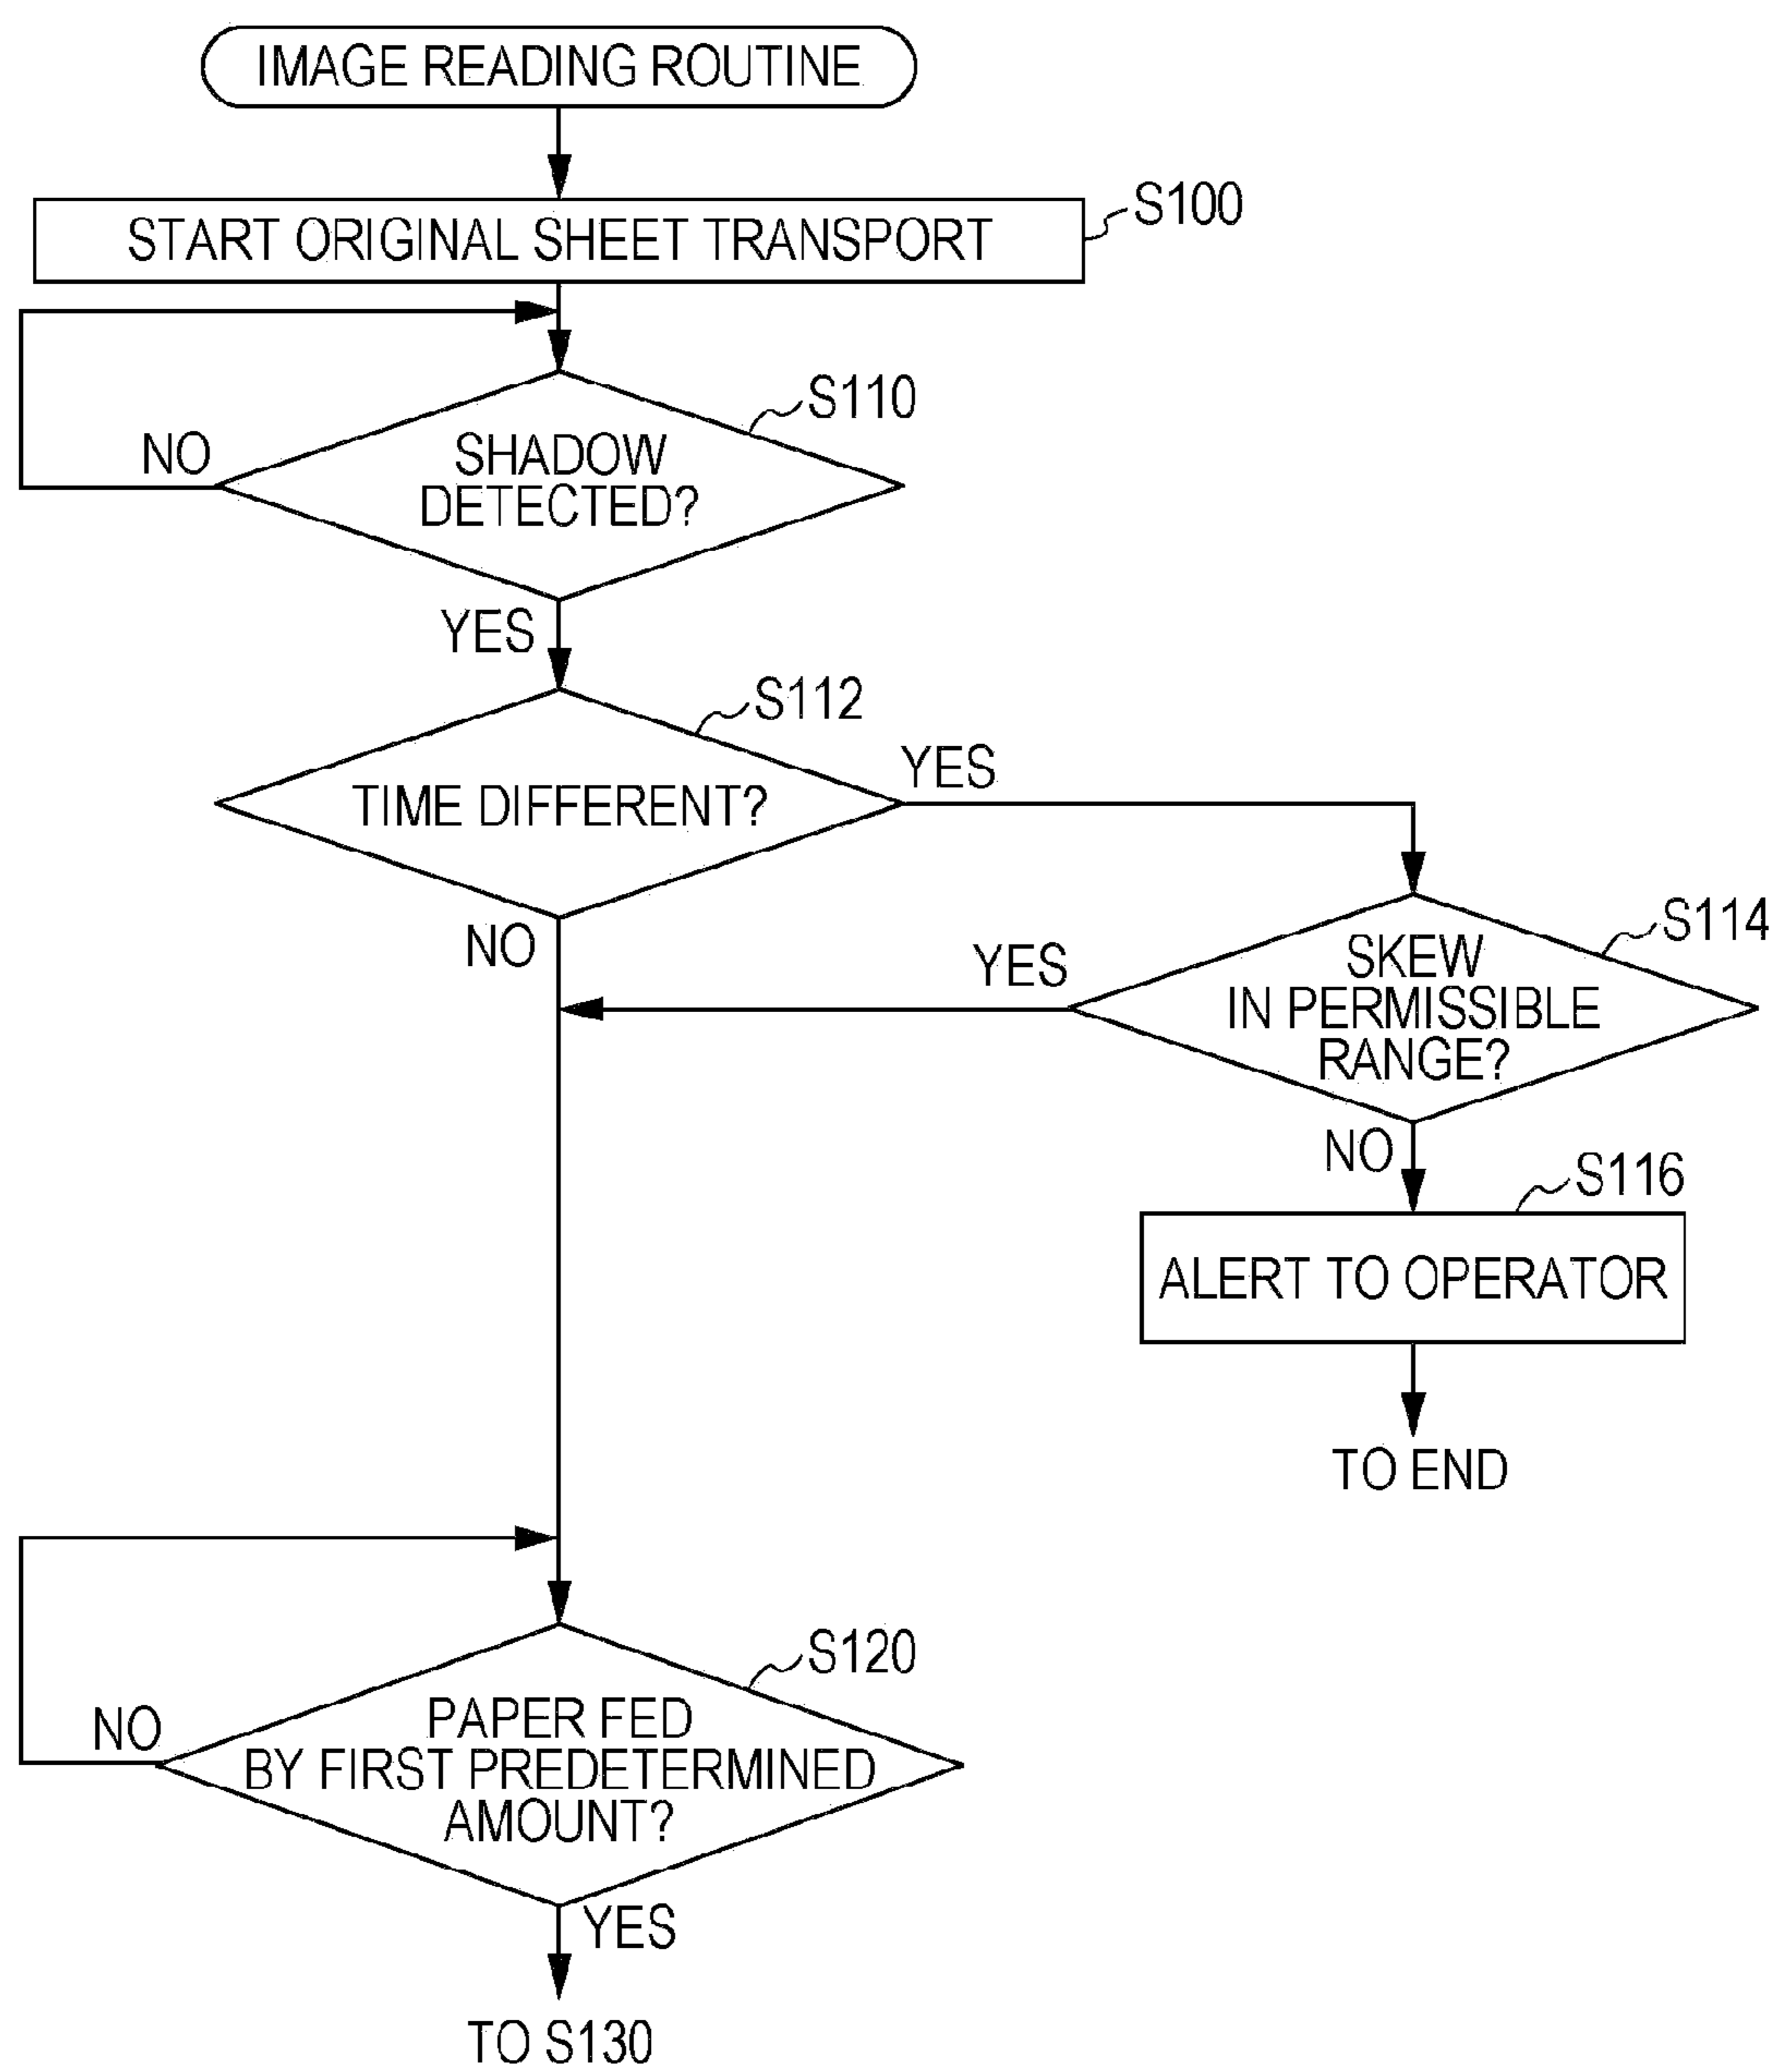 IMAGE READING ROUTINE
START ORIGINAL SHEET TRANSPORT
S100
S110
NO
SHADOW
DETECTED?
YES
S112
YES
TIME DIFFERENT?
NO
S114
YES
SKEW
IN PERMISSIBLE
RANGE?
NO
S116
ALERT TO OPERATOR
TO END
S120
NO
PAPER FED
BY FIRST PREDETERMINED
AMOUNT?
YES
TO S130